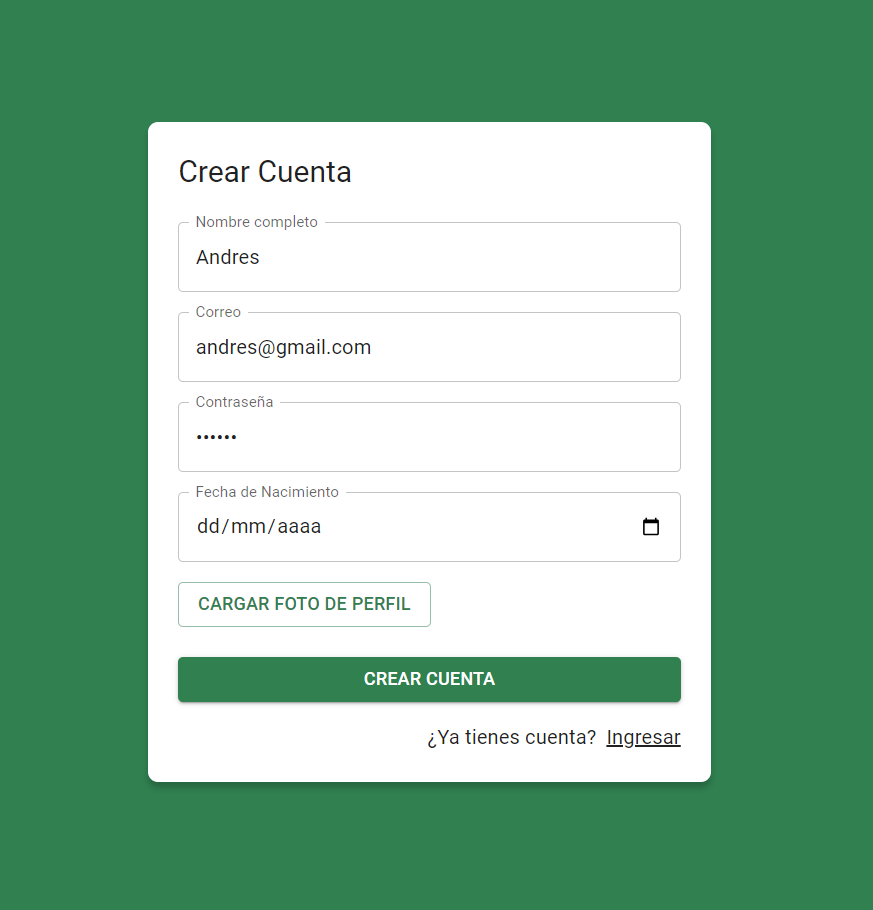 Crear Cuenta
Nombre completo
Andres
Correo
andres@gmail.com
Contraseña
••••••
Fecha de Nacimiento
dd/mm/aaaa
CARGAR FOTO DE PERFIL
CREAR CUENTA
¿Ya tienes cuenta? Ingresar